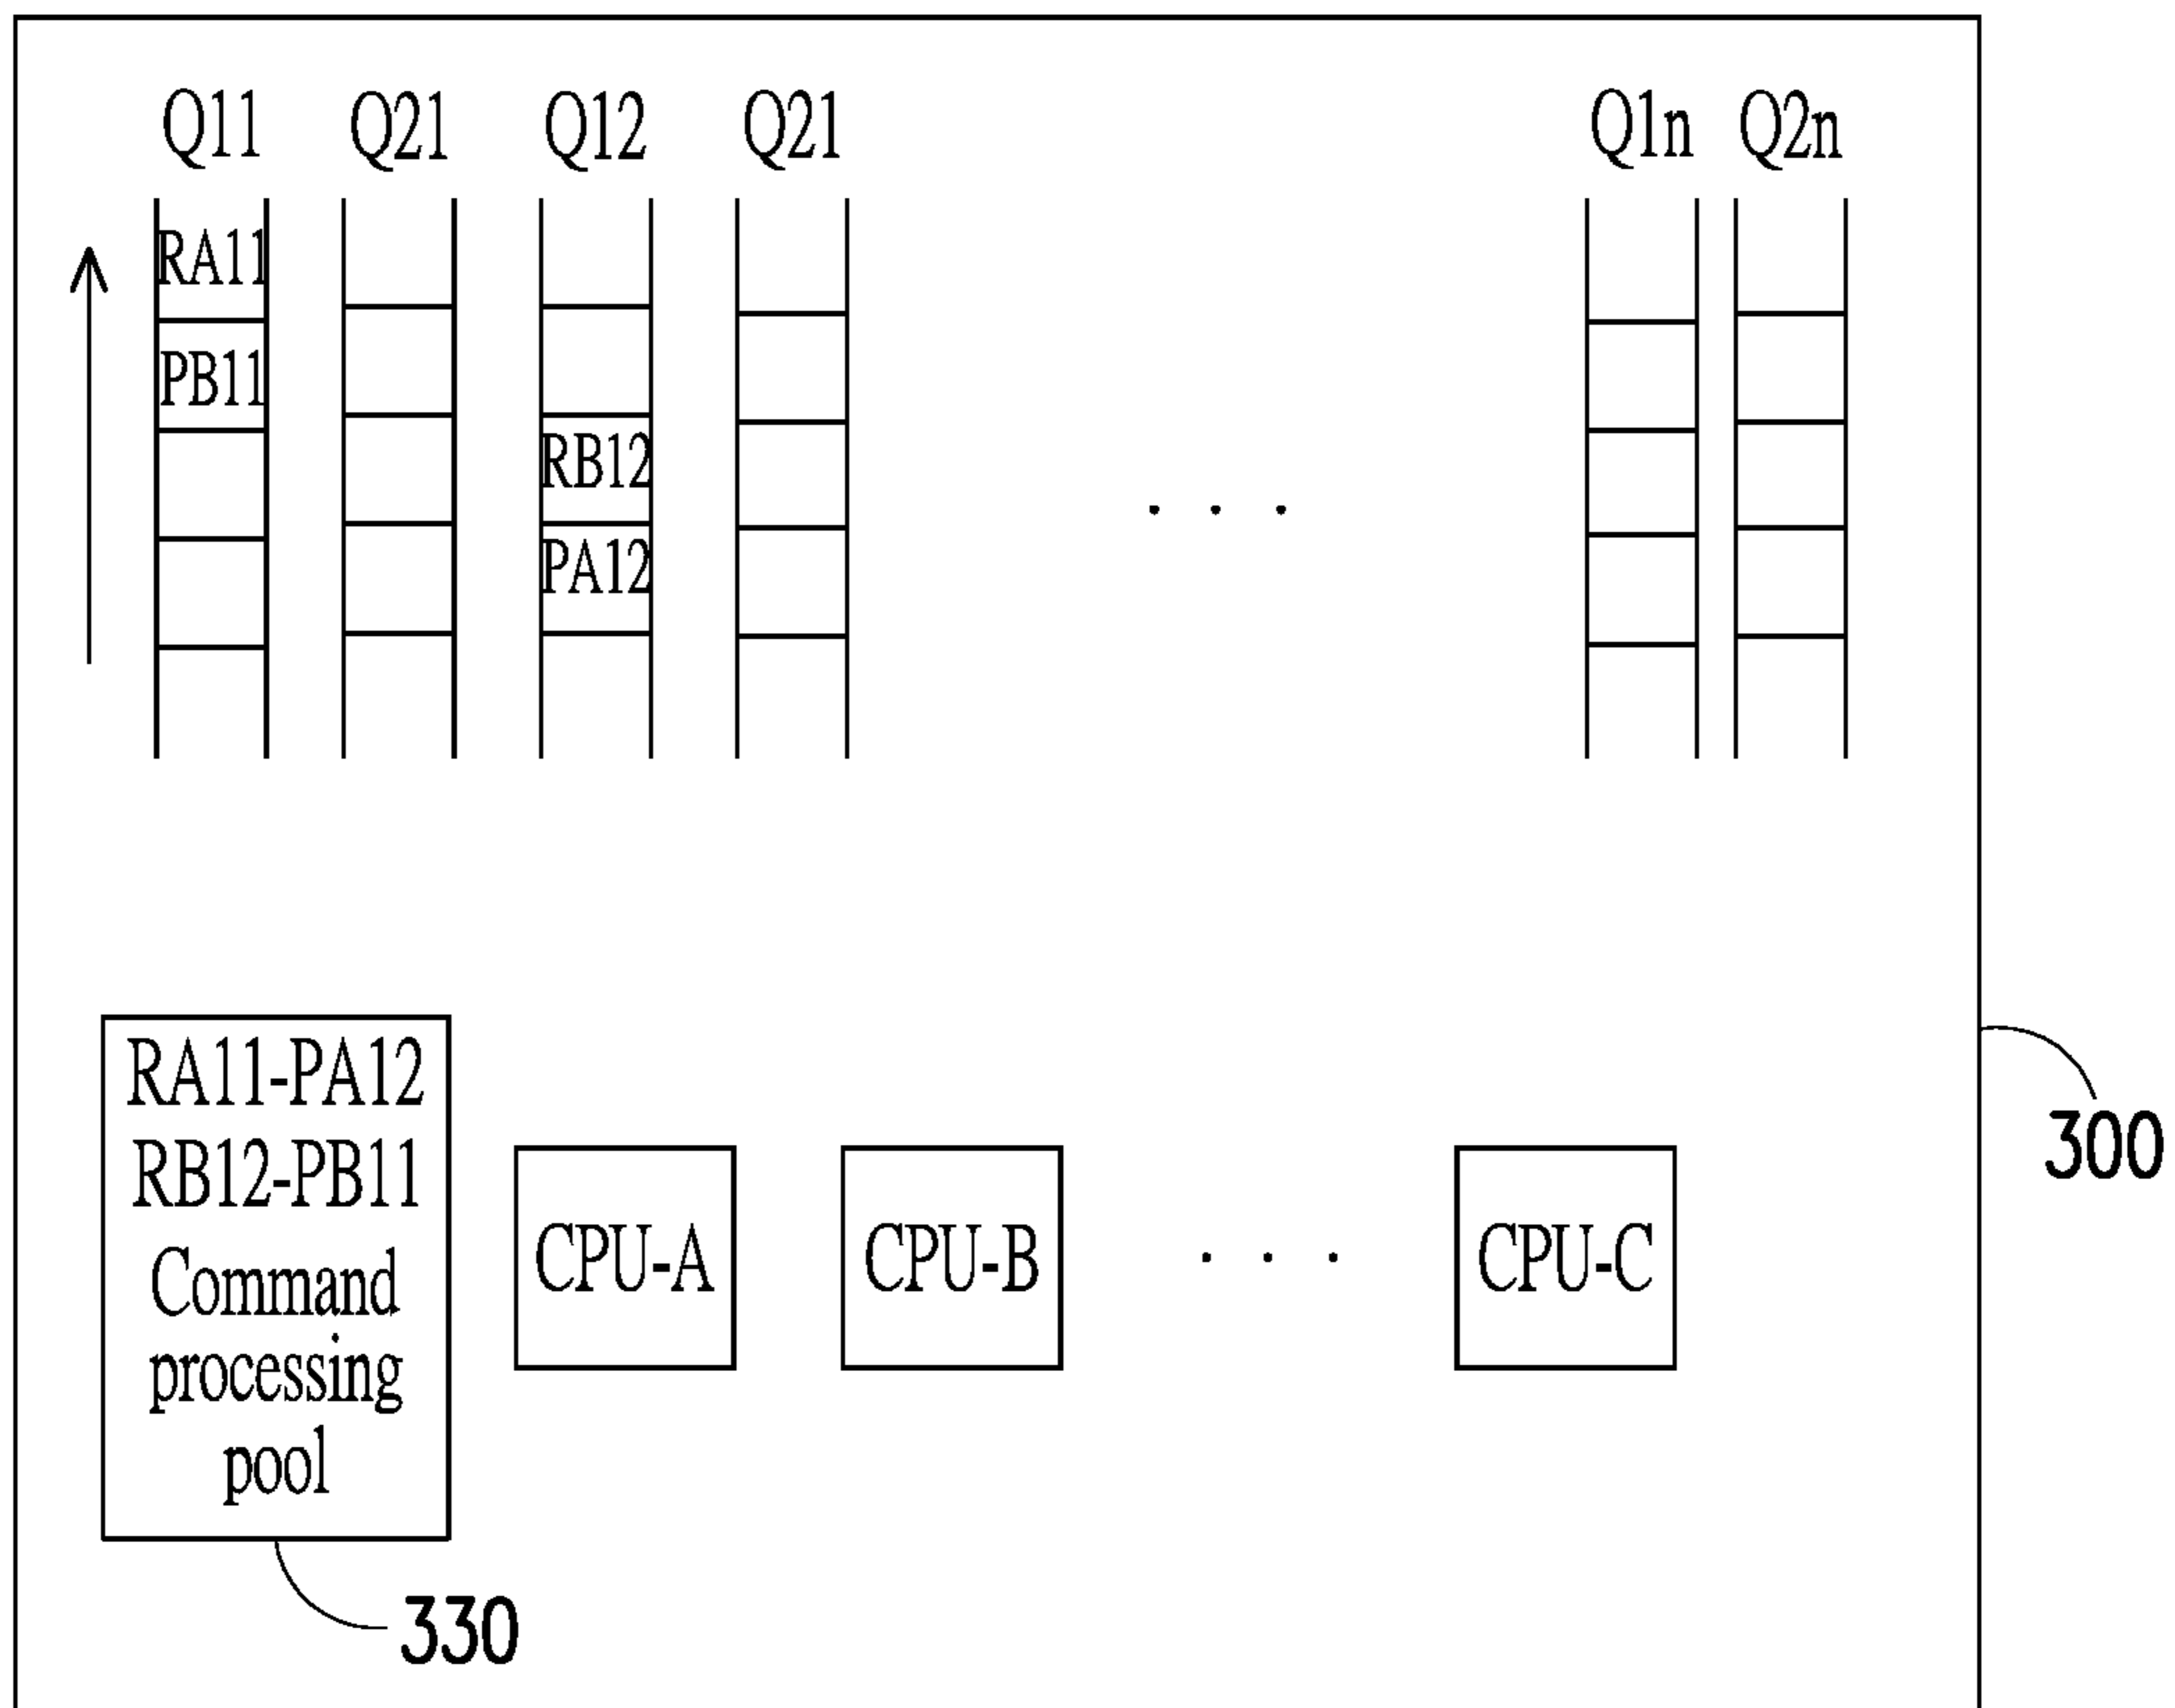 Q11 Q21 Q12 Q21 Q1n Q2n
RA11
PB11
RB12
PA12
. . .
RA11-PA12
RB12-PB11
Command
processing
pool
CPU-A CPU-B . . . CPU-C
300
330